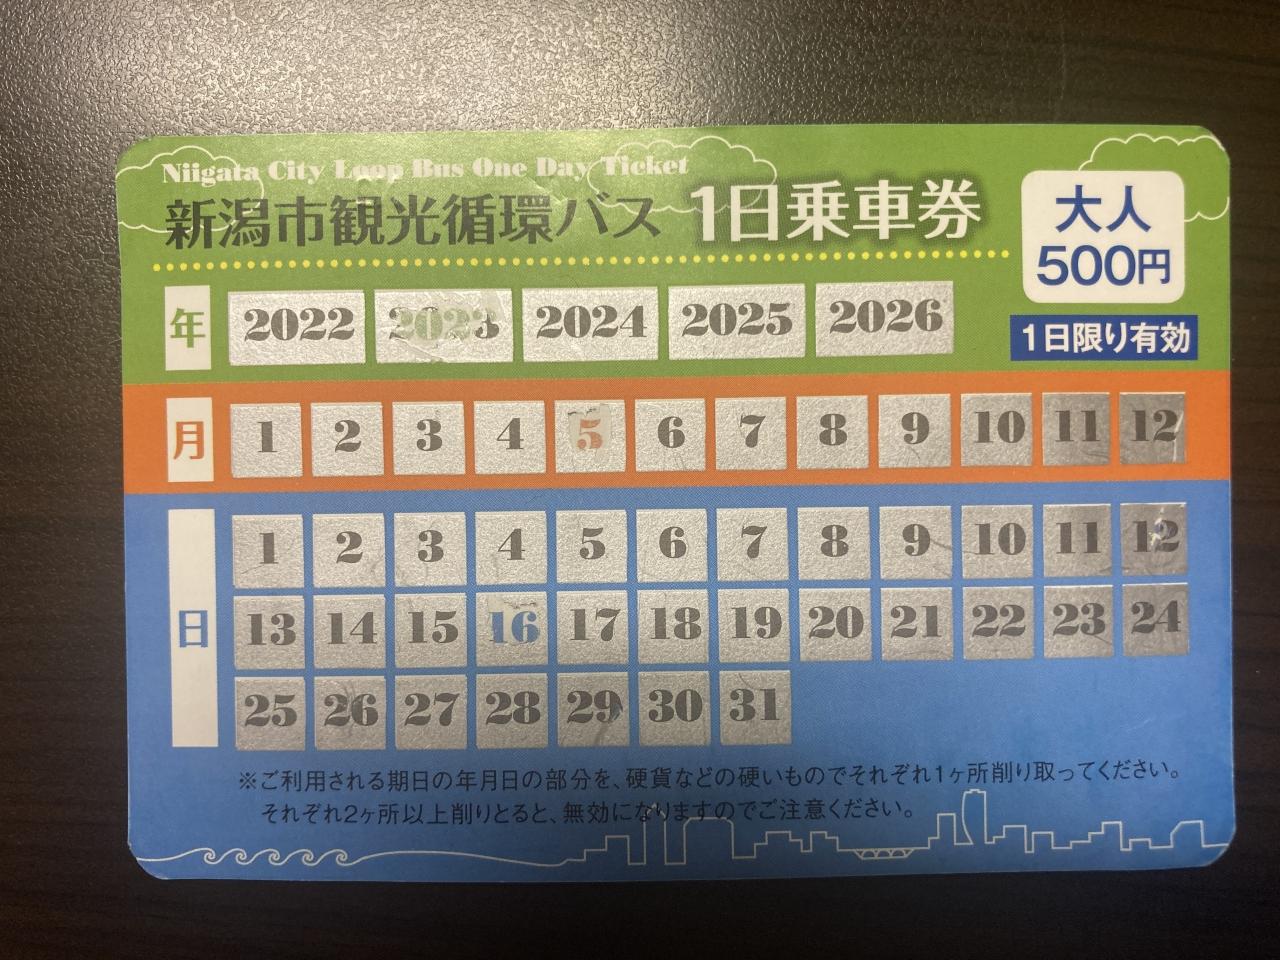 Niigata City Loop Bus One Day Ticket
新潟市観光循環バス 1日乗車券
大人
500円
1日限り有効
年 2022 2023 2024 2025 2026
月 1 2 3 4 5 6 7 8 9 10 11 12
日 1 2 3 4 5 6 7 8 9 10 11 12
13 14 15 16 17 18 19 20 21 22 23 24
25 26 27 28 29 30 31
※ご利用される期日の年月日の部分を、硬貨などの硬いものでそれぞれ1ヶ所削り取ってください。
それぞれ2ヶ所以上削りとると、無効になりますのでご注意ください。